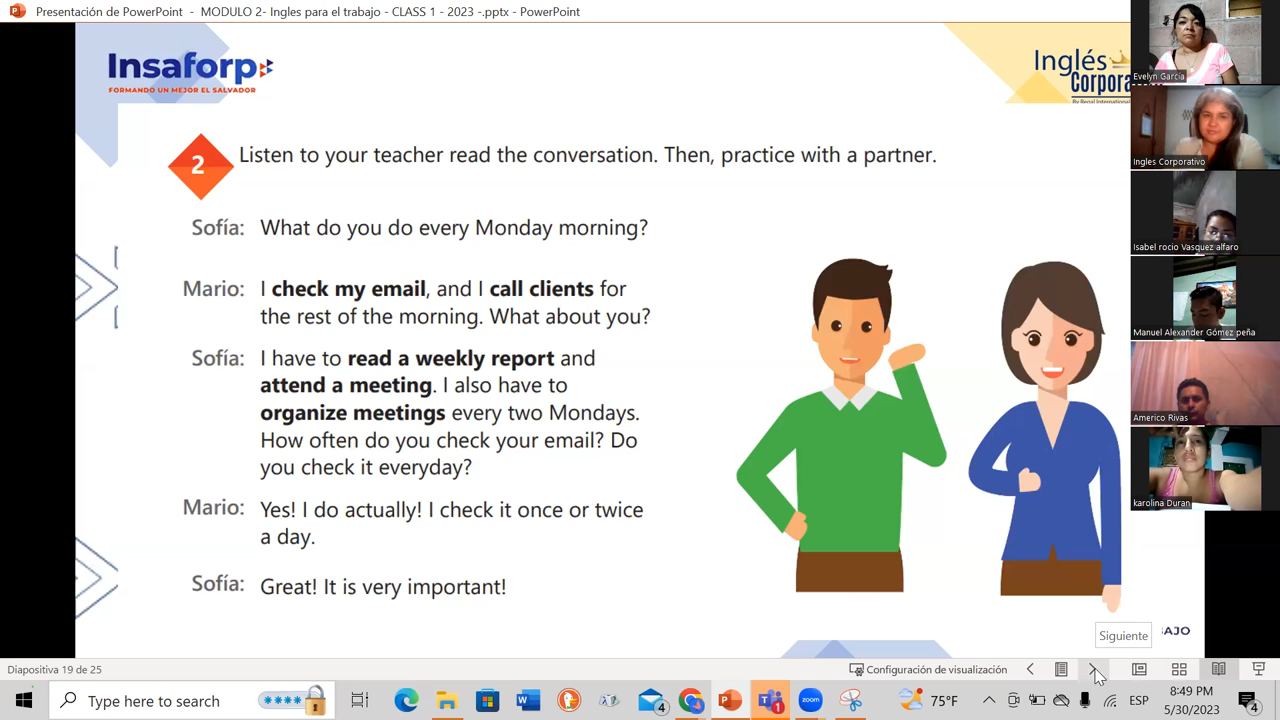 Presentación de PowerPoint - MODULO 2- Ingles para el trabajo - CLASS 1 - 2023 -.pptx - PowerPoint
Insaforp
FORMANDO UN MEJOR EL SALVADOR
Inglés
Corporativo
2
Listen to your teacher read the conversation. Then, practice with a partner.
Sofía: What do you do every Monday morning?
Mario: I check my email, and I call clients for
the rest of the morning. What about you?
Sofía: I have to read a weekly report and
attend a meeting. I also have to
organize meetings every two Mondays.
How often do you check your email? Do
you check it everyday?
Mario: Yes! I do actually! I check it once or twice
a day.
Sofía: Great! It is very important!
Evelyn García
Ingles Corporativo
Isabel rocio Vasquez alfaro
Manuel Alexander Gómez peña
Americo Rivas
karolina Duran
Siguiente
AJO
Diapositiva 19 de 25
Configuración de visualización
Type here to search
4
1
75°F
ESP
8:49 PM
5/30/2023
4